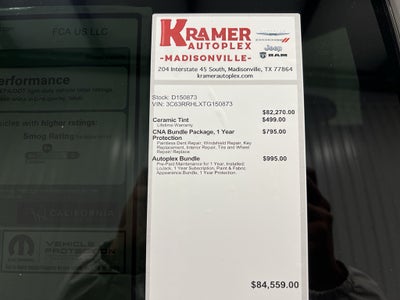 FCA US LLC
erformance
KRAMER
AUTOPLEX
-MADISONVILLE-
Jeep
RAM
204 Interstate 45 South, Madisonville, TX 77864
kramerautoplex.com
Stock: D150873
VIN: 3C63RRHLXTG150873
$82,270.00
Ceramic Tint $499.00
Lifetime Warranty
CNA Bundle Package, 1 Year $795.00
Protection
Paintless Dent Repair, Windshield Repair, Key
Replacement, Interior Repair, Tire and Wheel
Repair/ Replace
Autoplex Bundle $995.00
Pre-Paid Maintenance for 1 Year, Installed
LoJack, 1 Year Subscription, Paint & Fabric
Appearance Bundle, 1 Year Protection.
$84,559.00
icles with higher ratings:
Smog Rating
CALIFORNIA
VEHICLE
PROTECTION